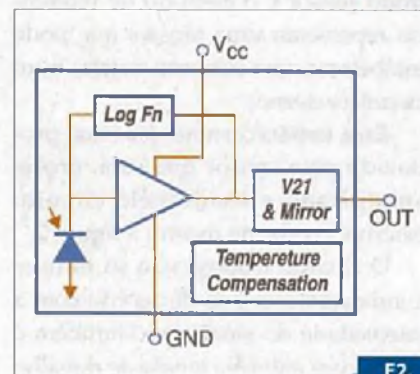 VCC
Log Fn
V21
& Mirror
OUT
Tempereture
Compensation
GND
F2